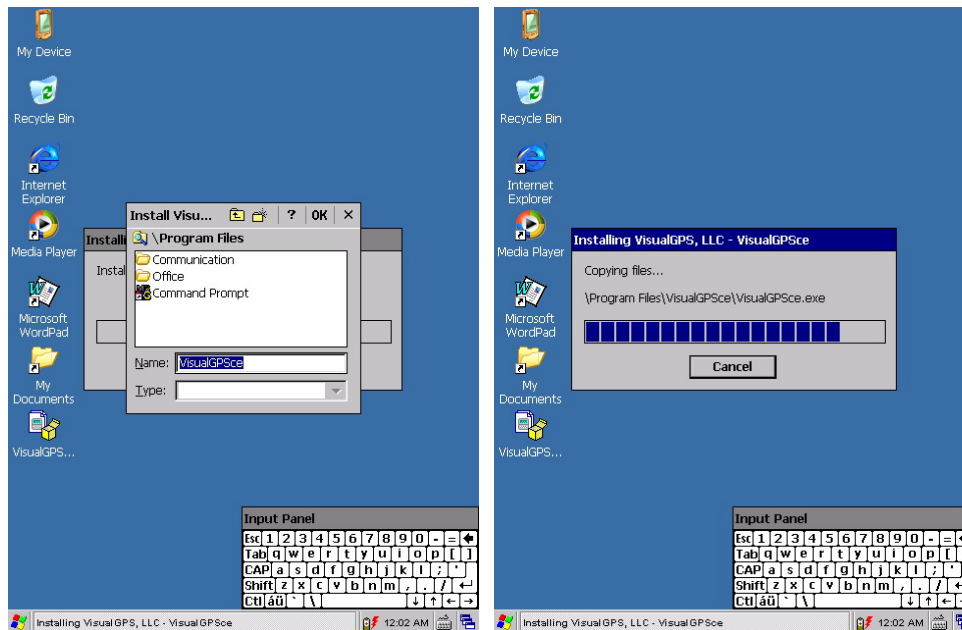 My Device
Recycle Bin
Internet
Explorer
Media Player
Microsoft
WordPad
My
Documents
VisualGPS...
Install Visu... ? OK ×
\Program Files
Communication
Office
Command Prompt
Name: VisualGPSce
Type:
Installi
Instal
Input Panel
Esc 1 2 3 4 5 6 7 8 9 0 - =
Tab q w e r t y u i o p [ ]
CAP a s d f g h j k l ; '
Shift z x c v b n m , . / ↵
Ctl áü ` \ ↓ ↑ ← →
Installing VisualGPS, LLC - VisualGPSce 12:02 AM
My Device
Recycle Bin
Internet
Explorer
Media Player
Microsoft
WordPad
My
Documents
VisualGPS...
Installing VisualGPS, LLC - VisualGPSce
Copying files...
\Program Files\VisualGPSce\VisualGPSce.exe
Cancel
Input Panel
Esc 1 2 3 4 5 6 7 8 9 0 - =
Tab q w e r t y u i o p [
CAP a s d f g h j k l ; '
Shift z x c v b n m , . /
Ctl áü ` \ ↓ ↑ ←
Installing VisualGPS, LLC - VisualGPSce 12:02 AM